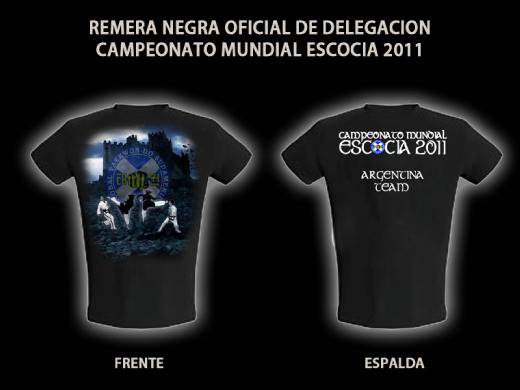 REMERA NEGRA OFICIAL DE DELEGACION
CAMPEONATO MUNDIAL ESCOCIA 2011
CAMPEONATO MUNDIAL
ESCOCIA 2011
ARGENTINA
TEAM
FRENTE
ESPALDA